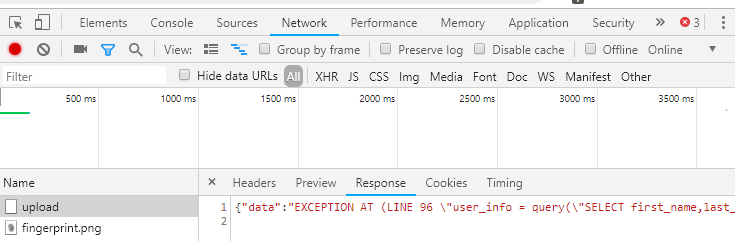 Elements Console Sources Network Performance Memory Application Security » 3
View: Group by frame Preserve log Disable cache Offline Online
Filter Hide data URLs All XHR JS CSS Img Media Font Doc WS Manifest Other
500 ms 1000 ms 1500 ms 2000 ms 2500 ms 3000 ms 3500 ms
Name × Headers Preview Response Cookies Timing
upload 1 {"data":"EXCEPTION AT (LINE 96 \"user_info = query(\"SELECT first_name,last_
fingerprint.png 2